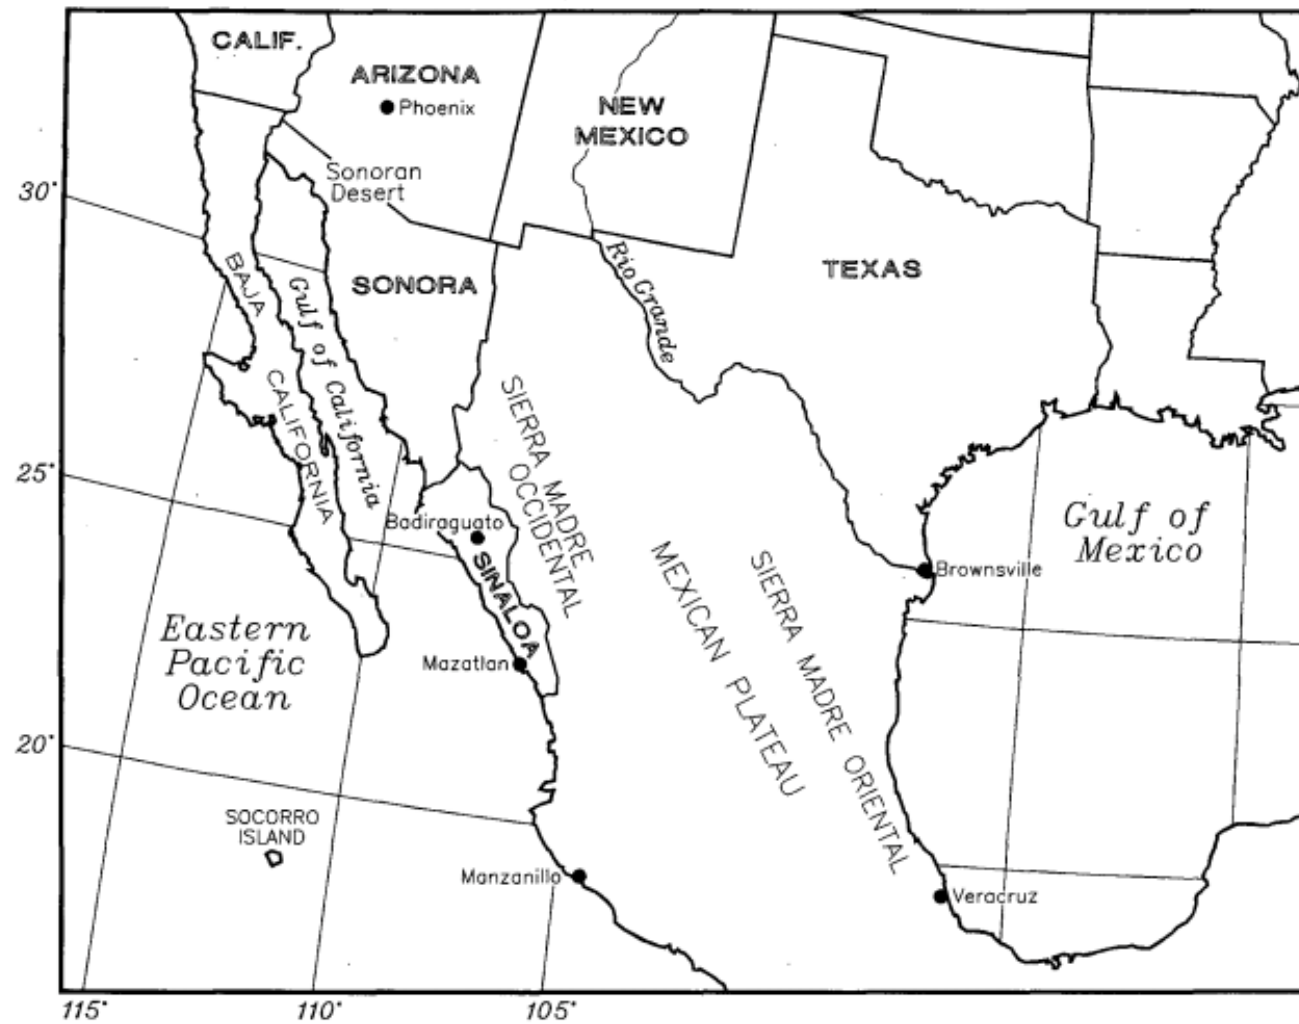 CALIF.
ARIZONA
Phoenix
NEW
MEXICO
Sonoran
Desert
30°
BAJA
CALIFORNIA
Gulf of California
SONORA
Rio Grande
TEXAS
SIERRA MADRE
OCCIDENTAL
25°
Badiraguato
SINALOA
MEXICAN PLATEAU
SIERRA MADRE ORIENTAL
Gulf of
Mexico
Brownsville
Eastern
Pacific
Ocean
Mazatlan
20°
SOCORRO
ISLAND
Manzanillo
Veracruz
115°
110°
105°